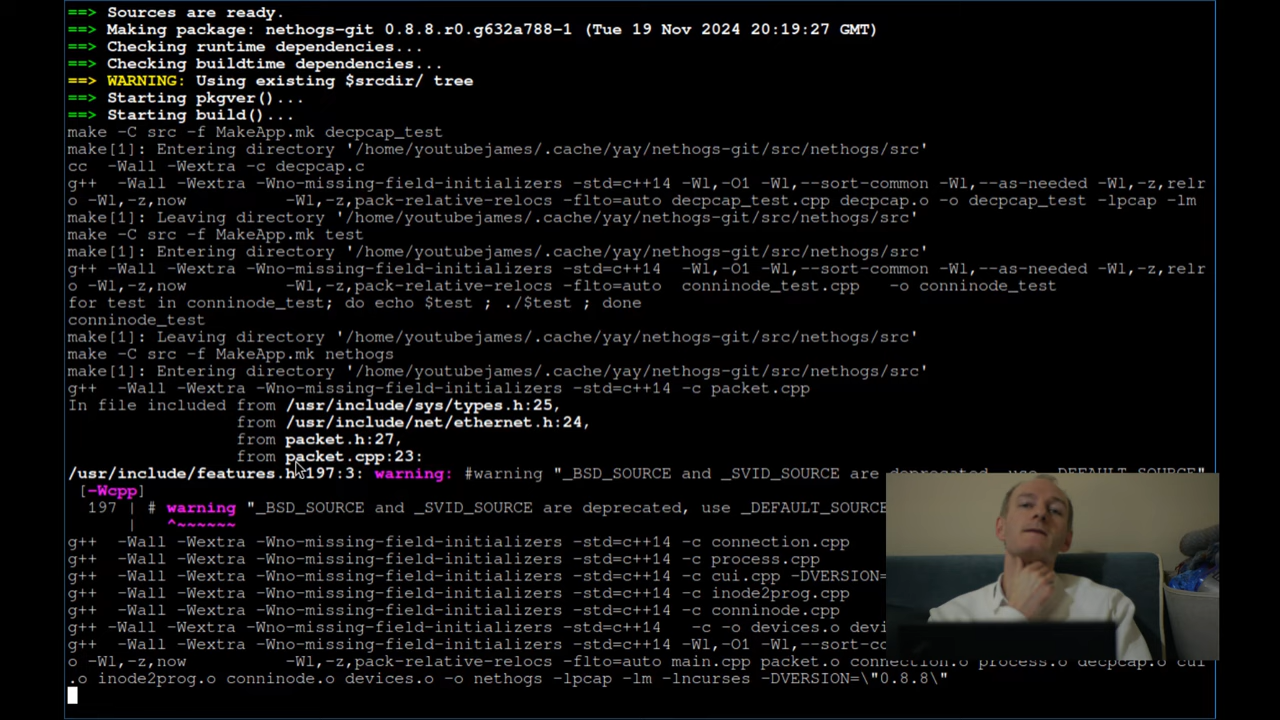 ==> Sources are ready.
==> Making package: nethogs-git 0.8.8.r0.g632a788-1 (Tue 19 Nov 2024 20:19:27 GMT)
==> Checking runtime dependencies...
==> Checking buildtime dependencies...
==> WARNING: Using existing $srcdir/ tree
==> Starting pkgver()...
==> Starting build()...
make -C src -f MakeApp.mk decpcap_test
make[1]: Entering directory '/home/youtubejames/.cache/yay/nethogs-git/src/nethogs/src'
cc  -Wall -Wextra -c decpcap.c
g++  -Wall -Wextra -Wno-missing-field-initializers -std=c++14 -Wl,-O1 -Wl,--sort-common -Wl,--as-needed -Wl,-z,relr
o -Wl,-z,now          -Wl,-z,pack-relative-relocs -flto=auto decpcap_test.cpp decpcap.o -o decpcap_test -lpcap -lm
make[1]: Leaving directory '/home/youtubejames/.cache/yay/nethogs-git/src/nethogs/src'
make -C src -f MakeApp.mk test
make[1]: Entering directory '/home/youtubejames/.cache/yay/nethogs-git/src/nethogs/src'
g++ -Wall -Wextra -Wno-missing-field-initializers -std=c++14  -Wl,-O1 -Wl,--sort-common -Wl,--as-needed -Wl,-z,relr
o -Wl,-z,now          -Wl,-z,pack-relative-relocs -flto=auto  conninode_test.cpp   -o conninode_test
for test in conninode_test; do echo $test ; ./$test ; done
conninode_test
make[1]: Leaving directory '/home/youtubejames/.cache/yay/nethogs-git/src/nethogs/src'
make -C src -f MakeApp.mk nethogs
make[1]: Entering directory '/home/youtubejames/.cache/yay/nethogs-git/src/nethogs/src'
g++  -Wall -Wextra -Wno-missing-field-initializers -std=c++14 -c packet.cpp
In file included from /usr/include/sys/types.h:25,
                 from /usr/include/net/ethernet.h:24,
                 from packet.h:27,
                 from packet.cpp:23:
/usr/include/features.h:197:3: warning: #warning "_BSD_SOURCE and _SVID_SOURCE are deprecated, use _DEFAULT_SOURCE"
 [-Wcpp]
  197 | # warning "_BSD_SOURCE and _SVID_SOURCE are deprecated, use _DEFAULT_SOURCE
      |   ^~~~~~~
g++  -Wall -Wextra -Wno-missing-field-initializers -std=c++14 -c connection.cpp
g++  -Wall -Wextra -Wno-missing-field-initializers -std=c++14 -c process.cpp
g++  -Wall -Wextra -Wno-missing-field-initializers -std=c++14 -c cui.cpp -DVERSION=
g++  -Wall -Wextra -Wno-missing-field-initializers -std=c++14 -c inode2prog.cpp
g++  -Wall -Wextra -Wno-missing-field-initializers -std=c++14 -c conninode.cpp
g++ -Wall -Wextra -Wno-missing-field-initializers -std=c++14   -c -o devices.o
g++  -Wall -Wextra -Wno-missing-field-initializers -std=c++14 -Wl,-O1 -Wl,
o -Wl,-z,now          -Wl,-z,pack-relative-relocs -flto=auto main.cpp packet.o connection.o process.o decpcap.o cui
.o inode2prog.o conninode.o devices.o -o nethogs -lpcap -lm -lncurses -DVERSION=\"0.8.8\"